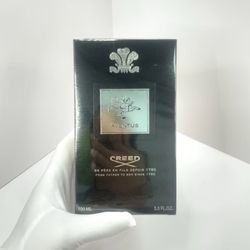 AVENTUS
CREED
DE PÈRE EN FILS DEPUIS 1760
FROM FATHER TO SON SINCE 1760
100 ML
3.3 FL.OZ.